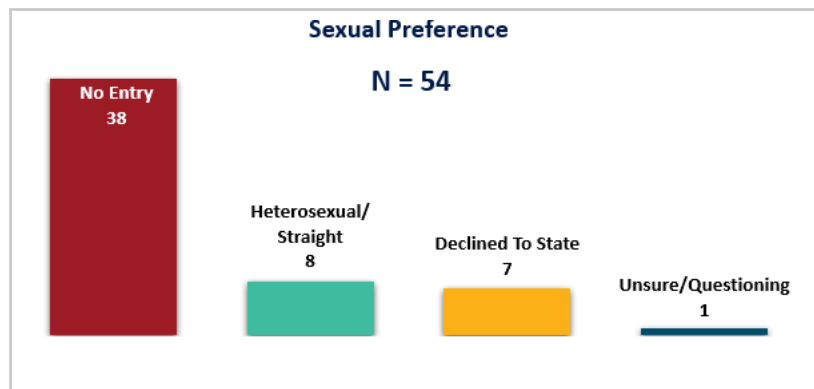 Sexual Preference
N = 54
No Entry
38
Heterosexual/
Straight
8
Declined To State
7
Unsure/Questioning
1